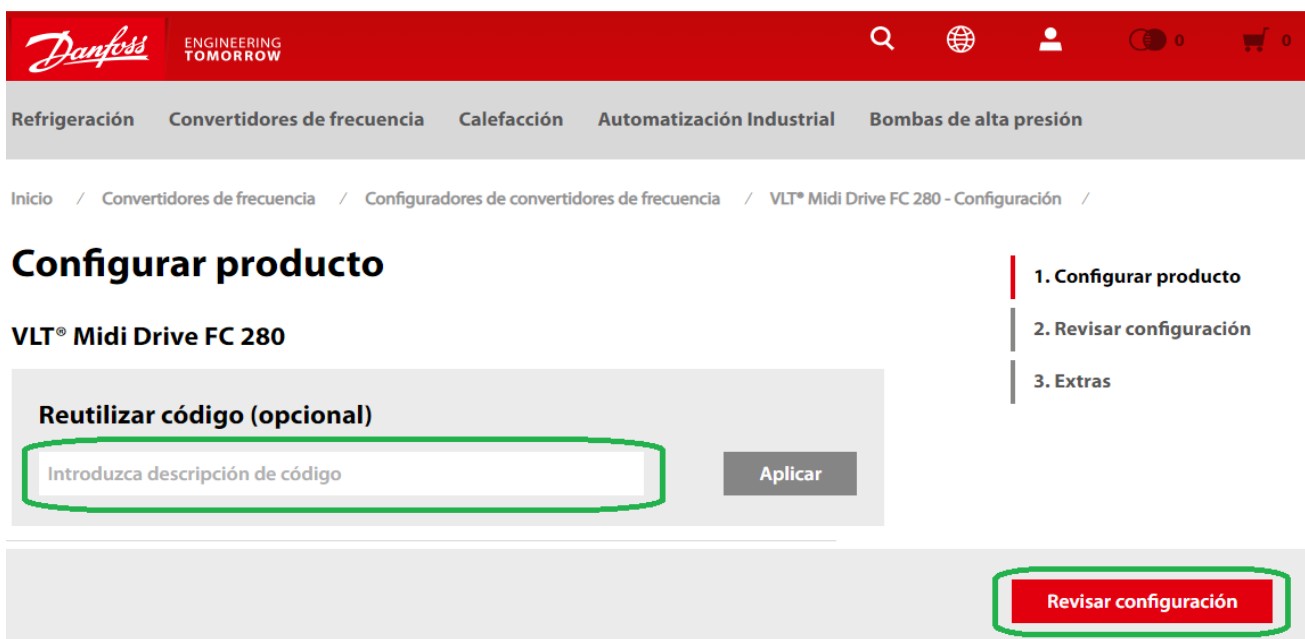 Danfoss
ENGINEERING
TOMORROW
0
0
Refrigeración Convertidores de frecuencia Calefacción Automatización Industrial Bombas de alta presión
Inicio / Convertidores de frecuencia / Configuradores de convertidores de frecuencia / VLT® Midi Drive FC 280 - Configuración /
Configurar producto
1. Configurar producto
2. Revisar configuración
3. Extras
VLT® Midi Drive FC 280
Reutilizar código (opcional)
Introduzca descripción de código
Aplicar
Revisar configuración